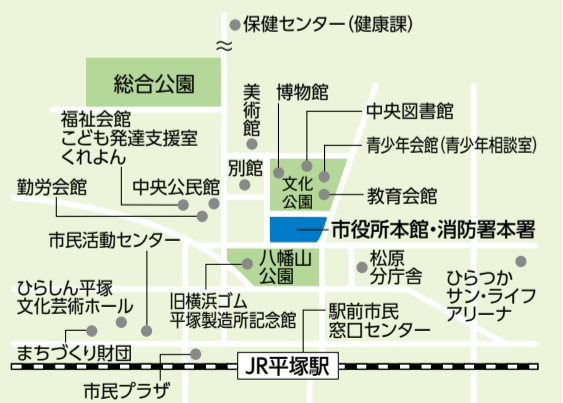 保健センター（健康課）
総合公園
美術館
博物館
中央図書館
福祉会館
こども発達支援室
くれよん
青少年会館（青少年相談室）
別館
文化
公園
勤労会館
中央公民館
教育会館
市役所本館・消防署本署
市民活動センター
八幡山
公園
松原
分庁舎
ひらつか
サン・ライフ
アリーナ
ひらしん平塚
文化芸術ホール
旧横浜ゴム
平塚製造所記念館
駅前市民
窓口センター
まちづくり財団
JR平塚駅
市民プラザ